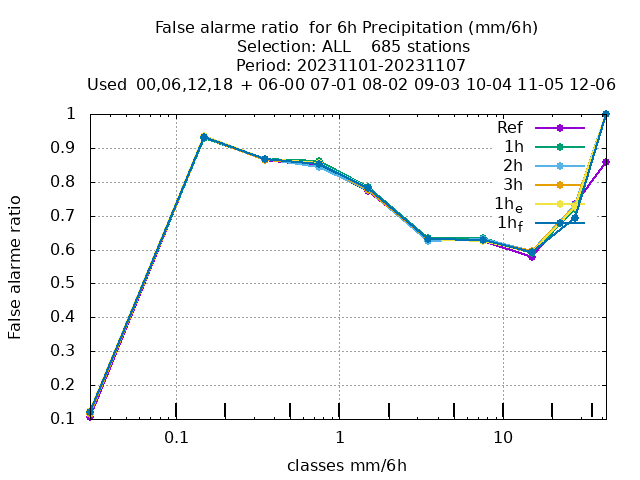 False alarme ratio  for 6h Precipitation (mm/6h)
Selection: ALL    685 stations
Period: 20231101-20231107
Used  00,06,12,18  + 06-00 07-01 08-02 09-03 10-04 11-05 12-06
False alarme ratio
1
0.9
0.8
0.7
0.6
0.5
0.4
0.3
0.2
0.1
Ref
1h
2h
3h
1he
1hf
0.1 1 10
classes mm/6h